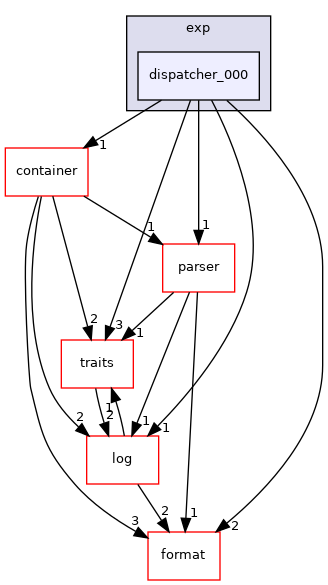 exp
dispatcher_000
1
container
1
1
parser
2
3
1
traits
1
2
2
1
1
log
2
1
3
2
format